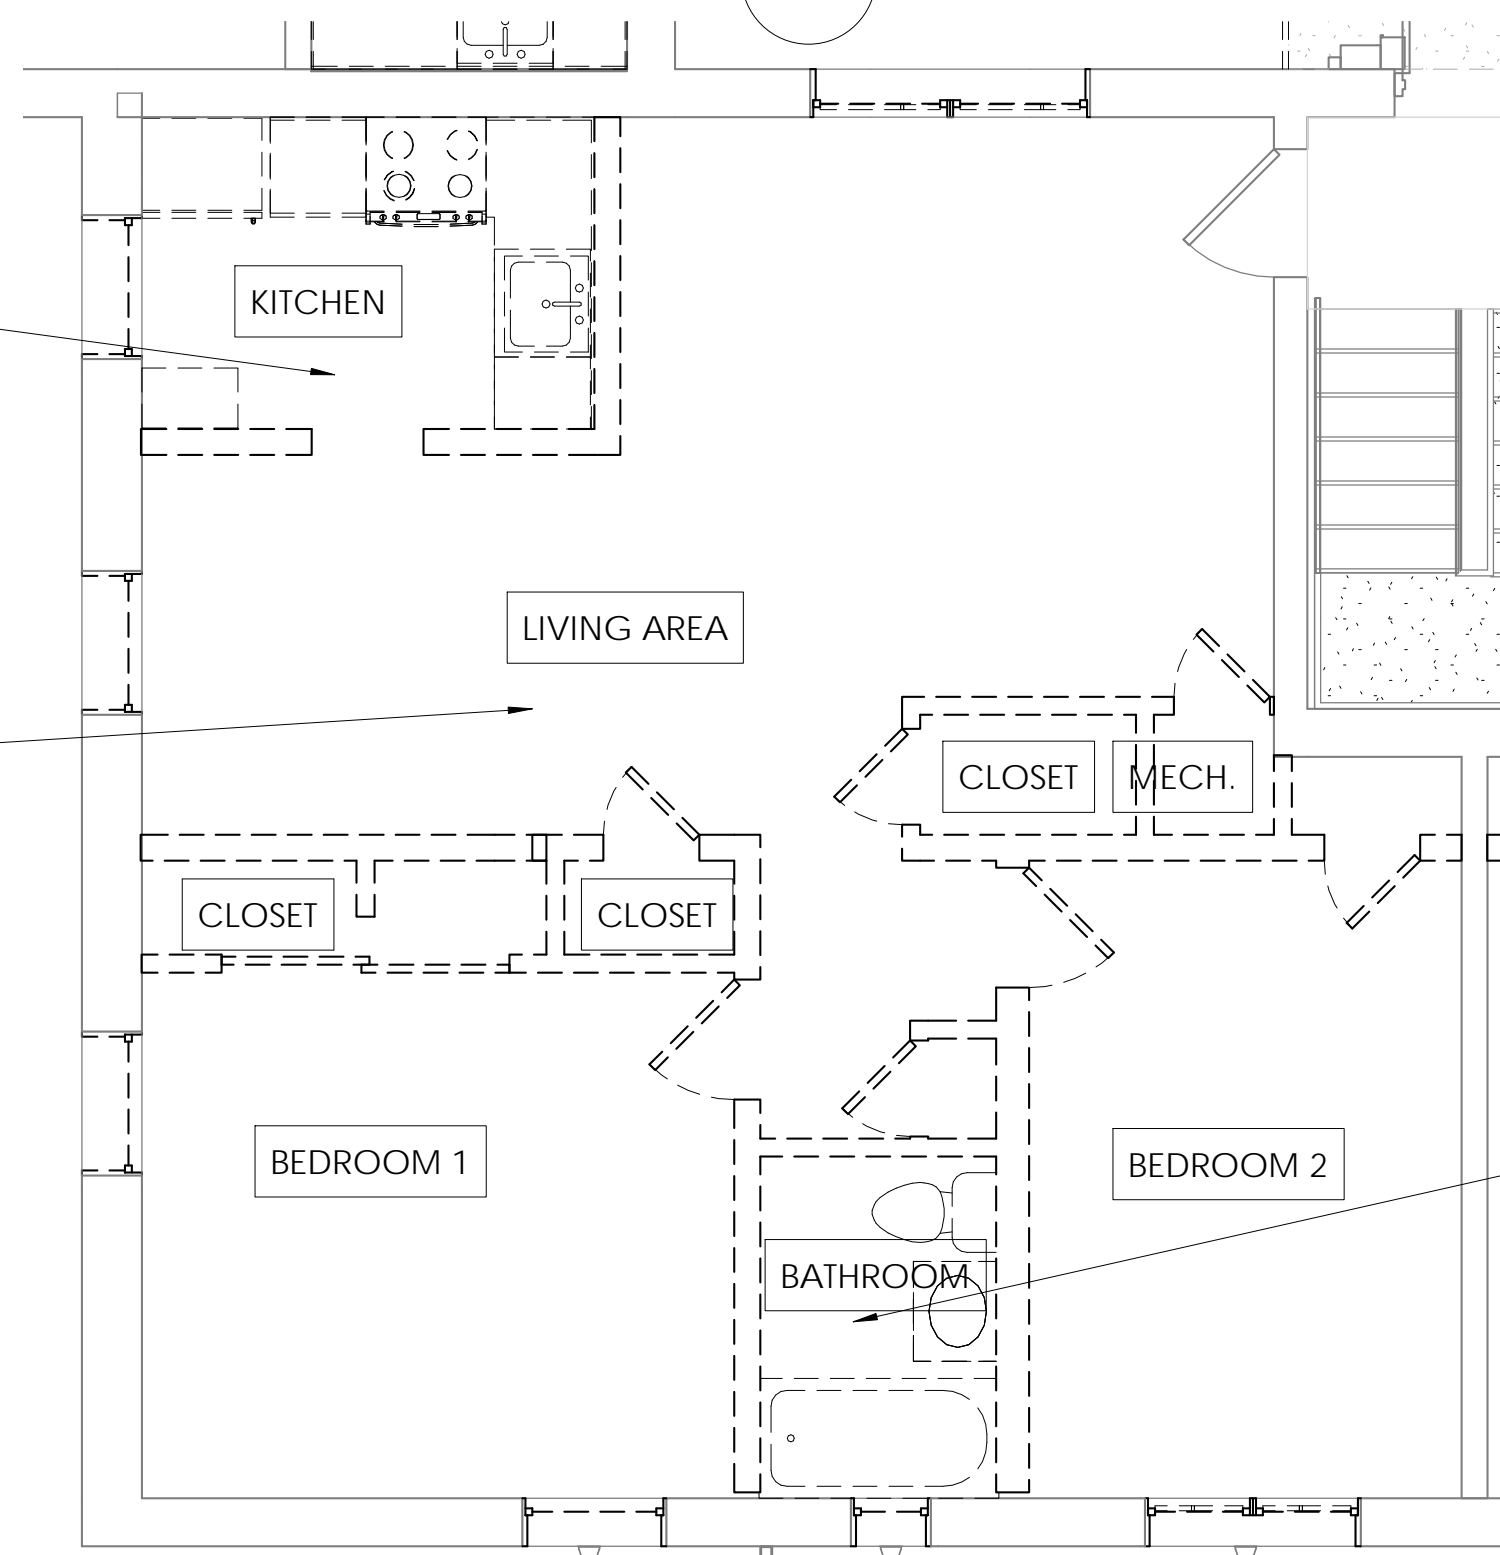 KITCHEN
LIVING AREA
CLOSET
MECH.
CLOSET
CLOSET
BEDROOM 1
BEDROOM 2
BATHROOM